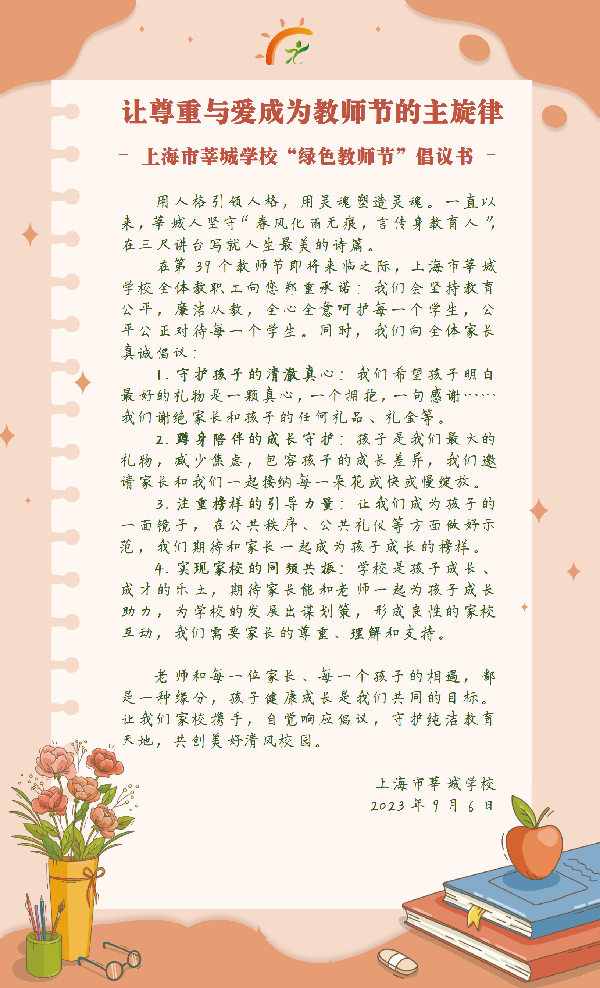 让尊重与爱成为教师节的主旋律
- 上海市莘城学校“绿色教师节”倡议书 -
用人格引领人格，用灵魂塑造灵魂。一直以
来，莘城人坚守“春风化雨无痕，言传身教育人”，
在三尺讲台写就人生最美的诗篇。
在第 39 个教师节即将来临之际，上海市莘城
学校全体教职工向您郑重承诺：我们会坚持教育
公平，廉洁从教，全心全意呵护每一个学生，公
平公正对待每一个学生。同时，我们向全体家长
真诚倡议：
1. 守护孩子的清澈真心：我们希望孩子明白
最好的礼物是一颗真心，一个拥抱，一句感谢……
我们谢绝家长和孩子的任何礼品、礼金等。
2. 蹲身陪伴的成长守护：孩子是我们最大的
礼物，减少焦虑，包容孩子的成长差异，我们邀
请家长和我们一起接纳每一朵花或快或慢绽放。
3. 注重榜样的引导力量：让我们成为孩子的
一面镜子，在公共秩序、公共礼仪等方面做好示
范，我们期待和家长一起成为孩子成长的榜样。
4. 实现家校的同频共振：学校是孩子成长、
成才的乐土，期待家长能和老师一起为孩子成长
助力，为学校的发展出谋划策，形成良性的家校
互动，我们需要家长的尊重、理解和支持。
老师和每一位家长、每一个孩子的相遇，都
是一种缘分，孩子健康成长是我们共同的目标。
让我们家校携手，自觉响应倡议，守护纯洁教育
天地，共创美好清风校园。
上海市莘城学校
2023 年 9 月 6 日